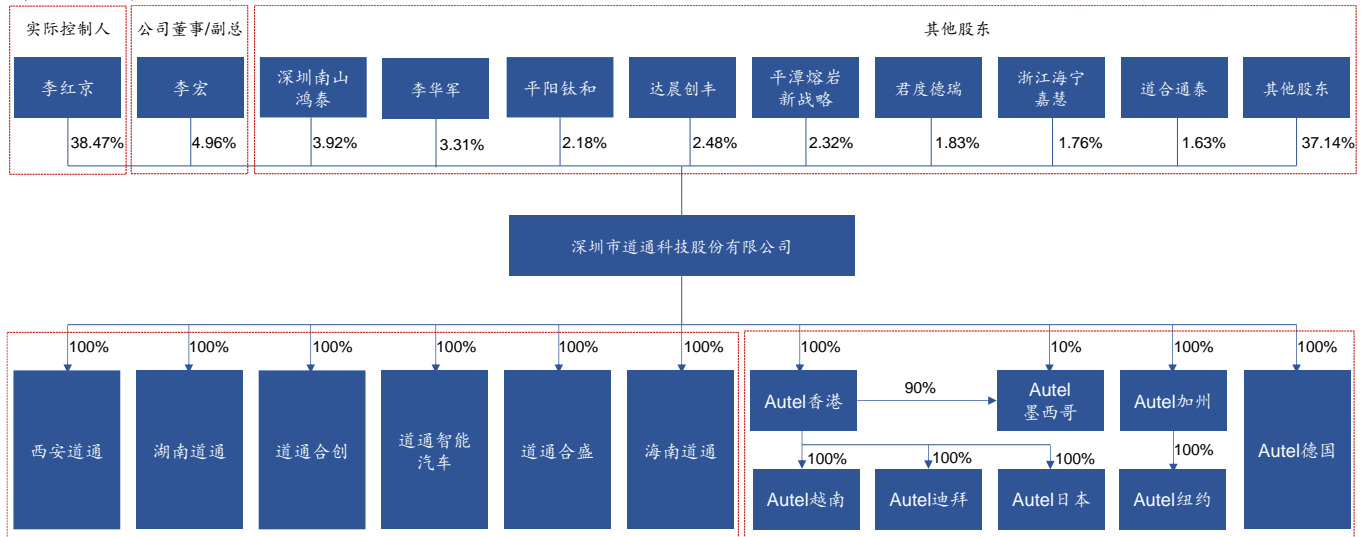 实际控制人
公司董事/副总
其他股东
李红京
李宏
深圳南山
鸿泰
李华军
平阳钛和
达晨创丰
平潭熔岩
新战略
君度德瑞
浙江海宁
嘉慧
道合通泰
其他股东
38.47%
4.96%
3.92%
3.31%
2.18%
2.48%
2.32%
1.83%
1.76%
1.63%
37.14%
深圳市道通科技股份有限公司
100%
100%
100%
100%
100%
100%
100%
10%
100%
100%
西安道通
湖南道通
道通合创
道通智能
汽车
道通合盛
海南道通
Autel香港
90%
Autel
墨西哥
Autel加州
Autel德国
100%
100%
100%
100%
Autel越南
Autel迪拜
Autel日本
Autel纽约